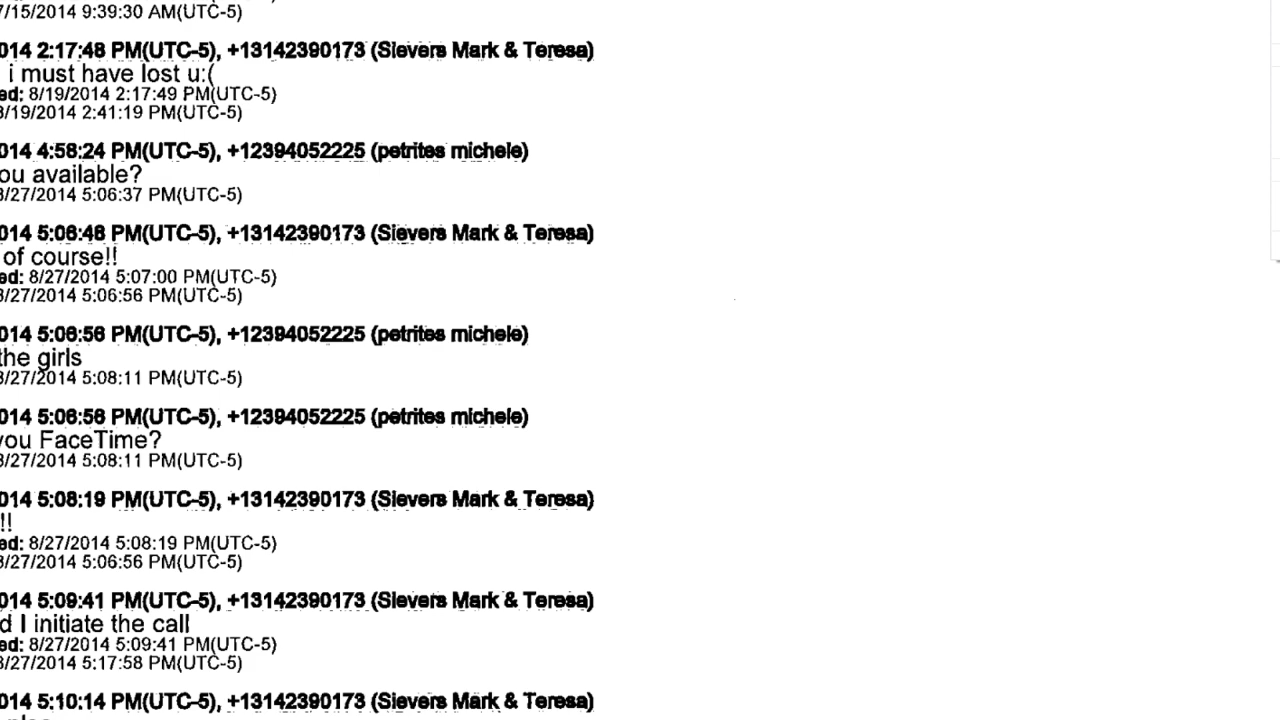 7/15/2014 9:39:30 AM(UTC-5)
014 2:17:48 PM(UTC-5), +13142390173 (Sievers Mark & Teresa)
i must have lost u:(
ed: 8/19/2014 2:17:49 PM(UTC-5)
8/19/2014 2:41:19 PM(UTC-5)
014 4:58:24 PM(UTC-5), +12394052225 (petrites michele)
ou available?
8/27/2014 5:06:37 PM(UTC-5)
014 5:06:48 PM(UTC-5), +13142390173 (Sievers Mark & Teresa)
of course!!
ed: 8/27/2014 5:07:00 PM(UTC-5)
8/27/2014 5:06:56 PM(UTC-5)
014 5:06:56 PM(UTC-5), +12394052225 (petrites michele)
the girls
8/27/2014 5:08:11 PM(UTC-5)
014 5:06:58 PM(UTC-5), +12394052225 (petrites michele)
you FaceTime?
8/27/2014 5:08:11 PM(UTC-5)
014 5:08:19 PM(UTC-5), +13142390173 (Sievers Mark & Teresa)
!!
ed: 8/27/2014 5:08:19 PM(UTC-5)
8/27/2014 5:06:56 PM(UTC-5)
014 5:09:41 PM(UTC-5), +13142390173 (Sievers Mark & Teresa)
d I initiate the call
ed: 8/27/2014 5:09:41 PM(UTC-5)
8/27/2014 5:17:58 PM(UTC-5)
014 5:10:14 PM(UTC-5), +13142390173 (Sievers Mark & Teresa)